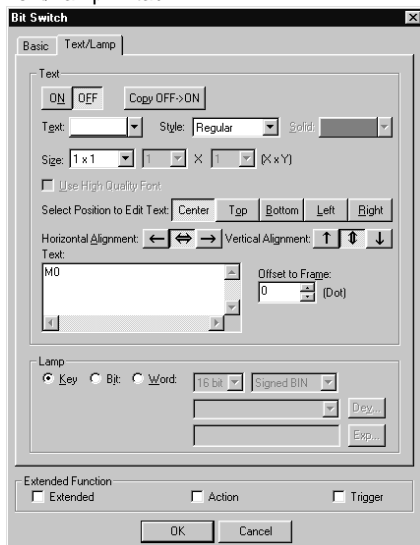 Bit Switch
Basic Text/Lamp
Text
ON OFF Copy OFF->ON
Text: Style: Regular Solid:
Size: 1 x 1 1 X 1 (X x Y)
Use High Quality Font
Select Position to Edit Text: Center Top Bottom Left Right
Horizontal Alignment: Vertical Alignment:
Text:
M0
Offset to Frame:
0 (Dot)
Lamp
Key Bit: Word: 16 bit Signed BIN
Dev...
Exp...
Extended Function
Extended Action Trigger
OK Cancel